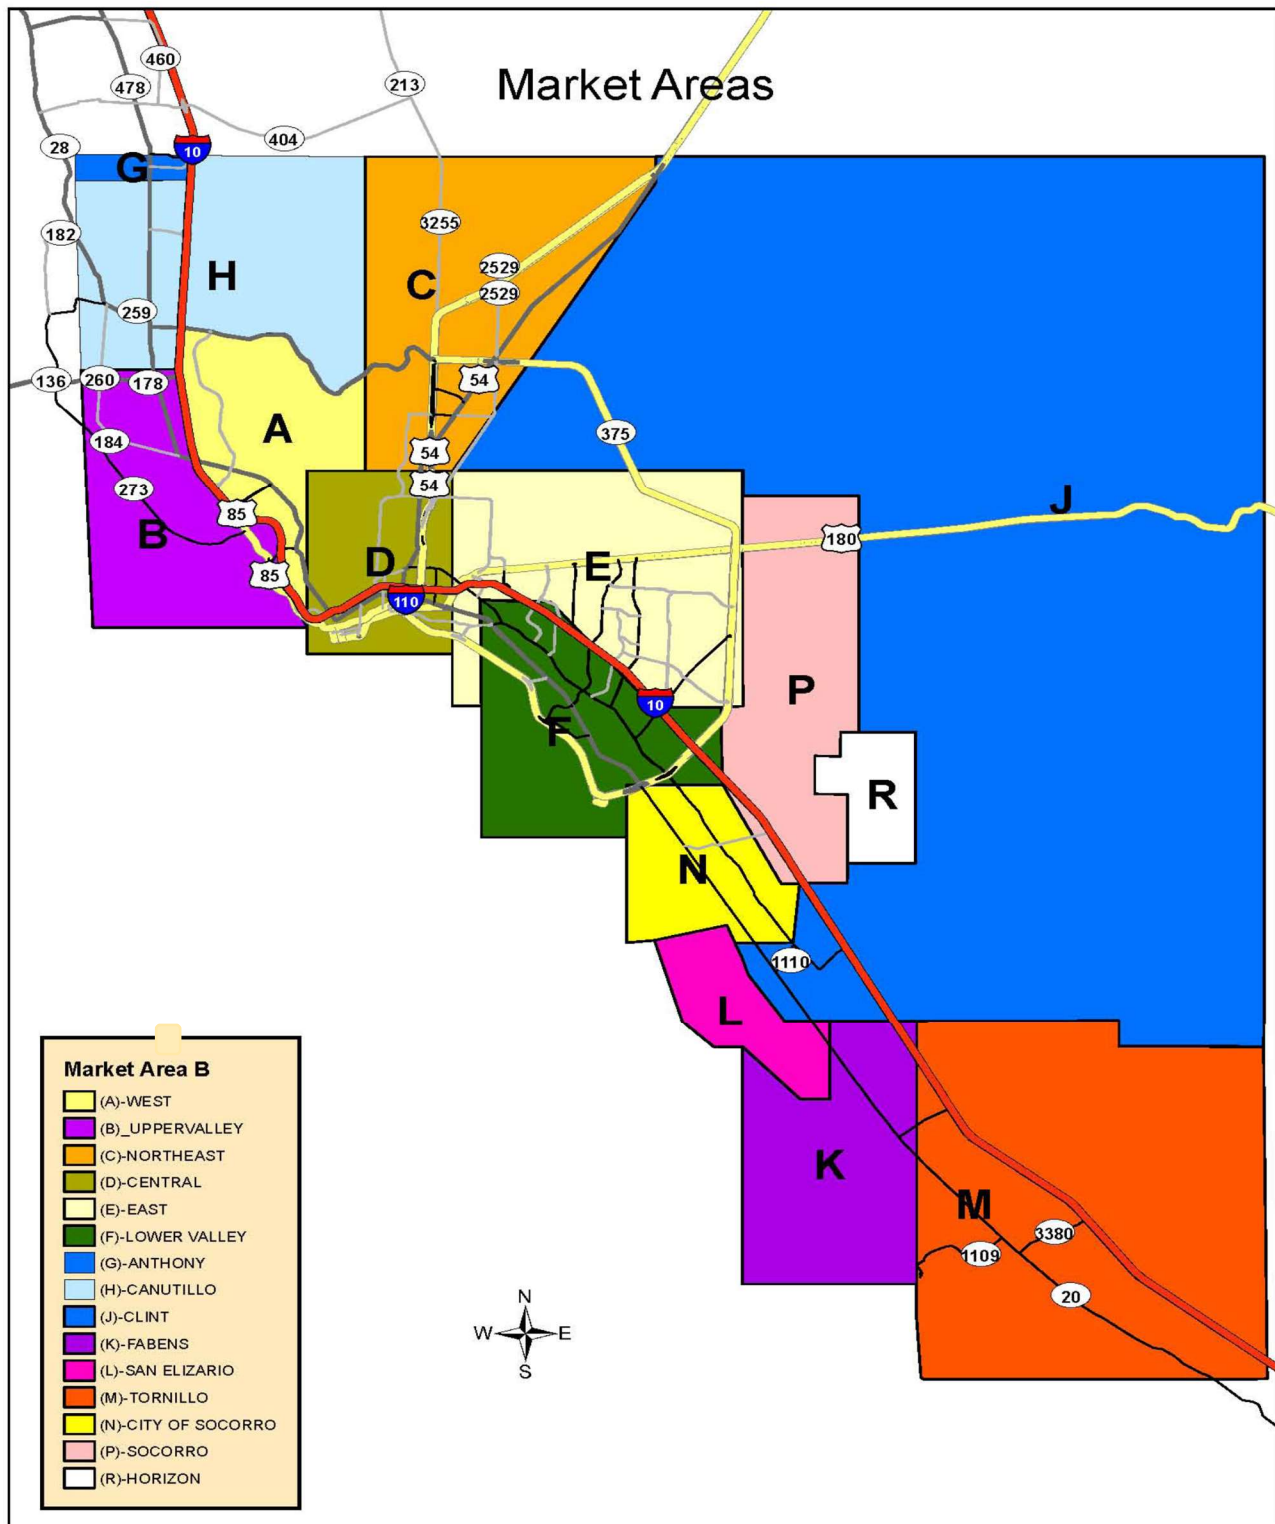 Market Areas
460
478
213
28
404
10
G
182
3255
H
C
2529
2529
259
136
260
178
54
A
184
375
54
54
273
85
B
J
180
D
E
85
110
P
10
F
R
N
1110
L
K
M
3380
1109
20
Market Area B
(A)-WEST
(B)_UPPERVALLEY
(C)-NORTHEAST
(D)-CENTRAL
(E)-EAST
(F)-LOWER VALLEY
(G)-ANTHONY
(H)-CANUTILLO
(J)-CLINT
(K)-FABENS
(L)-SAN ELIZARIO
(M)-TORNILLO
(N)-CITY OF SOCORRO
(P)-SOCORRO
(R)-HORIZON
N
W E
S